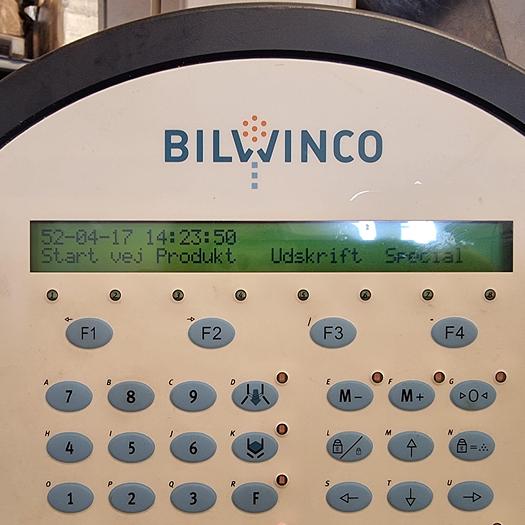 BILWINCO
52-04-17 14:23:50
Start vej Produkt Udskrift Special
F1 F2 F3 F4
A 7 B 8 C 9 D E M- F M+ G 0
H 4 I 5 J 6 K L M N
O 1 P 2 Q 3 R F S T U